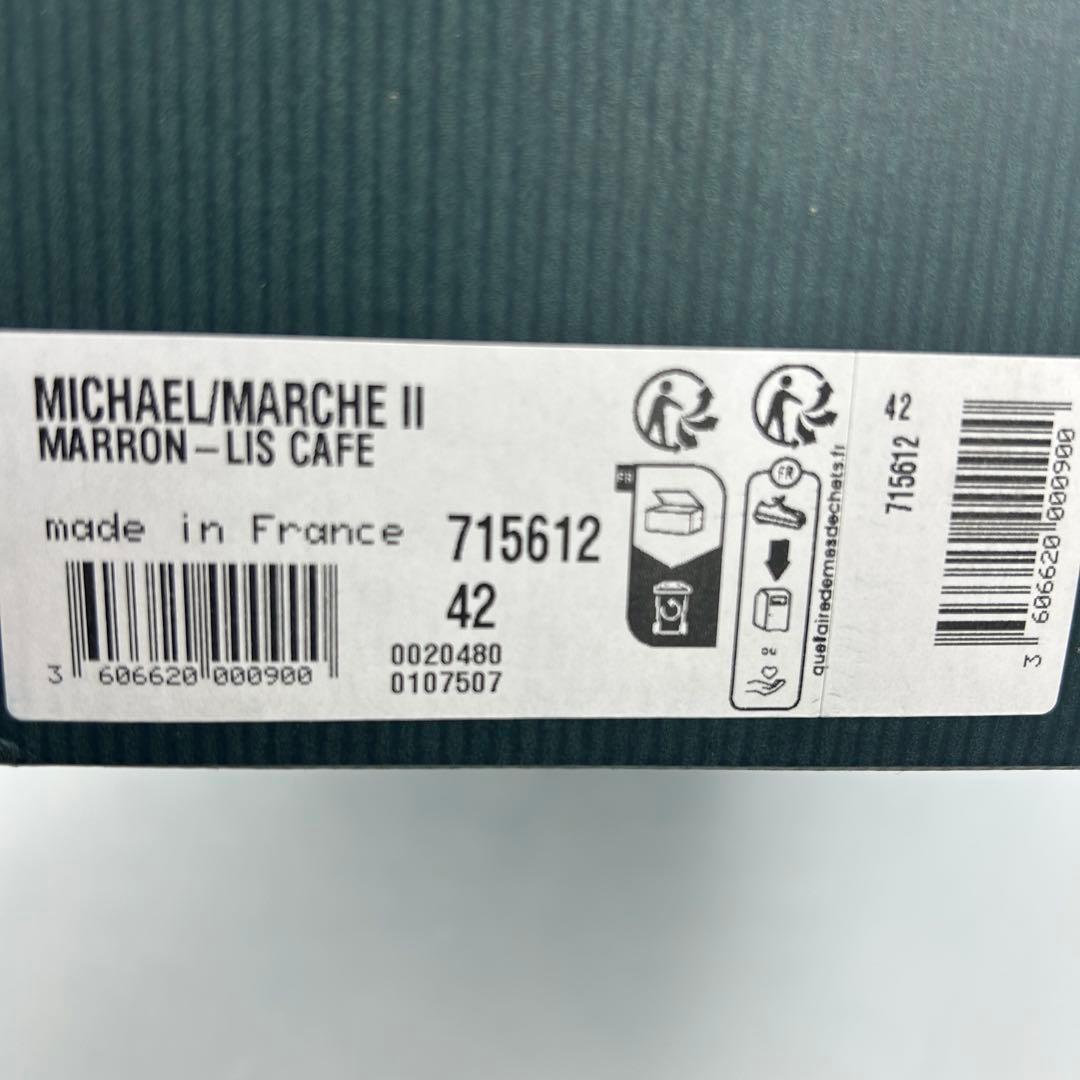 MICHAEL/MARCHE II
MARRON-LIS CAFE
made in France
715612
42
0020480
0107507
3 606620 000900
FR
FR
quefairedemesdechets.fr
42
715612
3 606620 000900